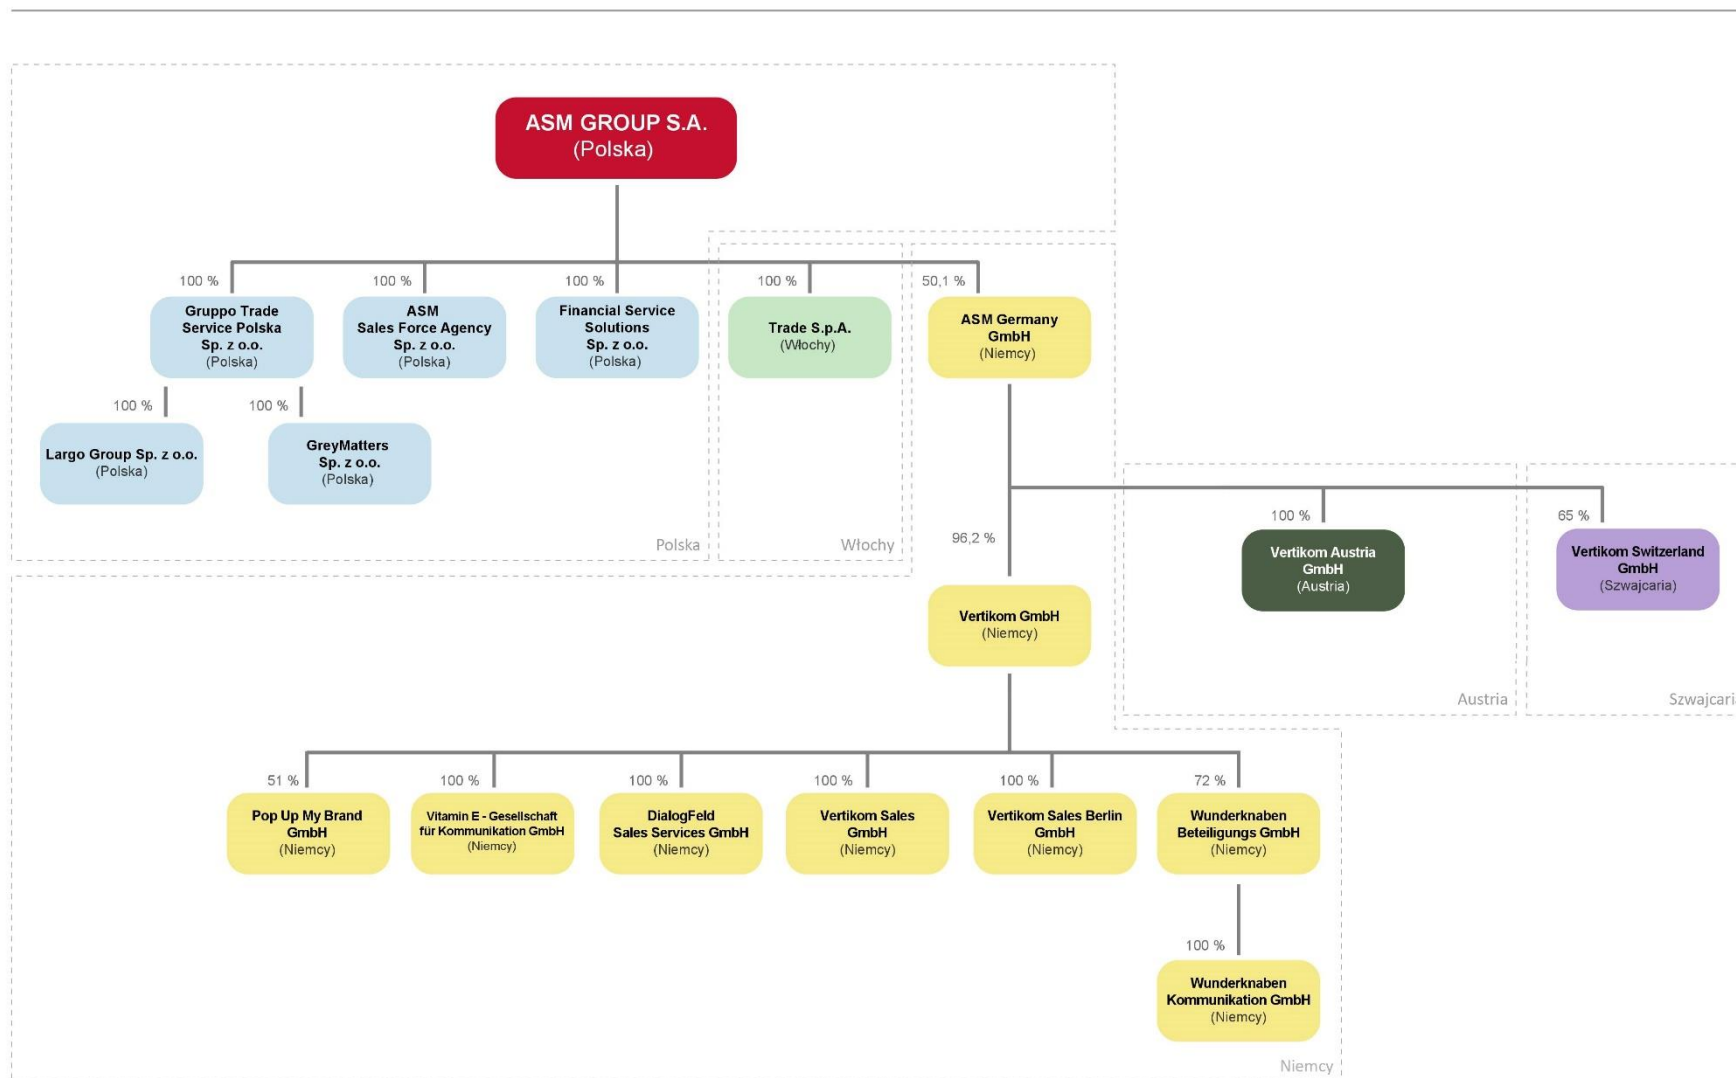 ASM GROUP S.A.
(Polska)
100 %
100 %
100 %
100 %
50,1 %
Gruppo Trade
Service Polska
Sp. z o.o.
(Polska)
ASM
Sales Force Agency
Sp. z o.o.
(Polska)
Financial Service
Solutions
Sp. z o.o.
(Polska)
Trade S.p.A.
(Włochy)
ASM Germany
GmbH
(Niemcy)
100 %
100 %
Largo Group Sp. z o.o.
(Polska)
GreyMatters
Sp. z o.o.
(Polska)
Polska
Włochy
96,2 %
100 %
65 %
Vertikom Austria
GmbH
(Austria)
Vertikom Switzerland
GmbH
(Szwajcaria)
Vertikom GmbH
(Niemcy)
Austria
Szwajcaria
51 %
100 %
100 %
100 %
100 %
72 %
Pop Up My Brand
GmbH
(Niemcy)
Vitamin E - Gesellschaft
für Kommunikation GmbH
(Niemcy)
DialogFeld
Sales Services GmbH
(Niemcy)
Vertikom Sales
GmbH
(Niemcy)
Vertikom Sales Berlin
GmbH
(Niemcy)
Wunderknaben
Beteiligungs GmbH
(Niemcy)
100 %
Wunderknaben
Kommunikation GmbH
(Niemcy)
Niemcy